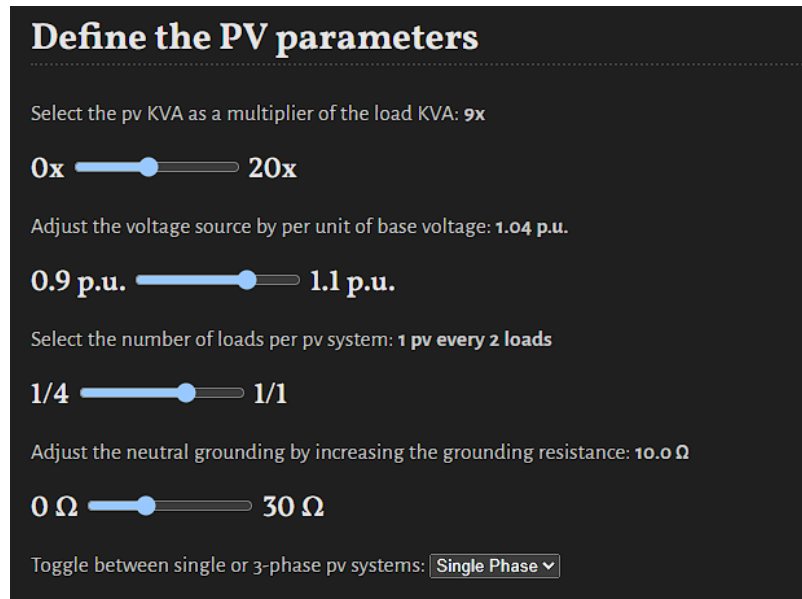 Define the PV parameters
Select the pv KVA as a multiplier of the load KVA: 9x
0x 20x
Adjust the voltage source by per unit of base voltage: 1.04 p.u.
0.9 p.u. 1.1 p.u.
Select the number of loads per pv system: 1 pv every 2 loads
1/4 1/1
Adjust the neutral grounding by increasing the grounding resistance: 10.0 Ω
0 Ω 30 Ω
Toggle between single or 3-phase pv systems: Single Phase